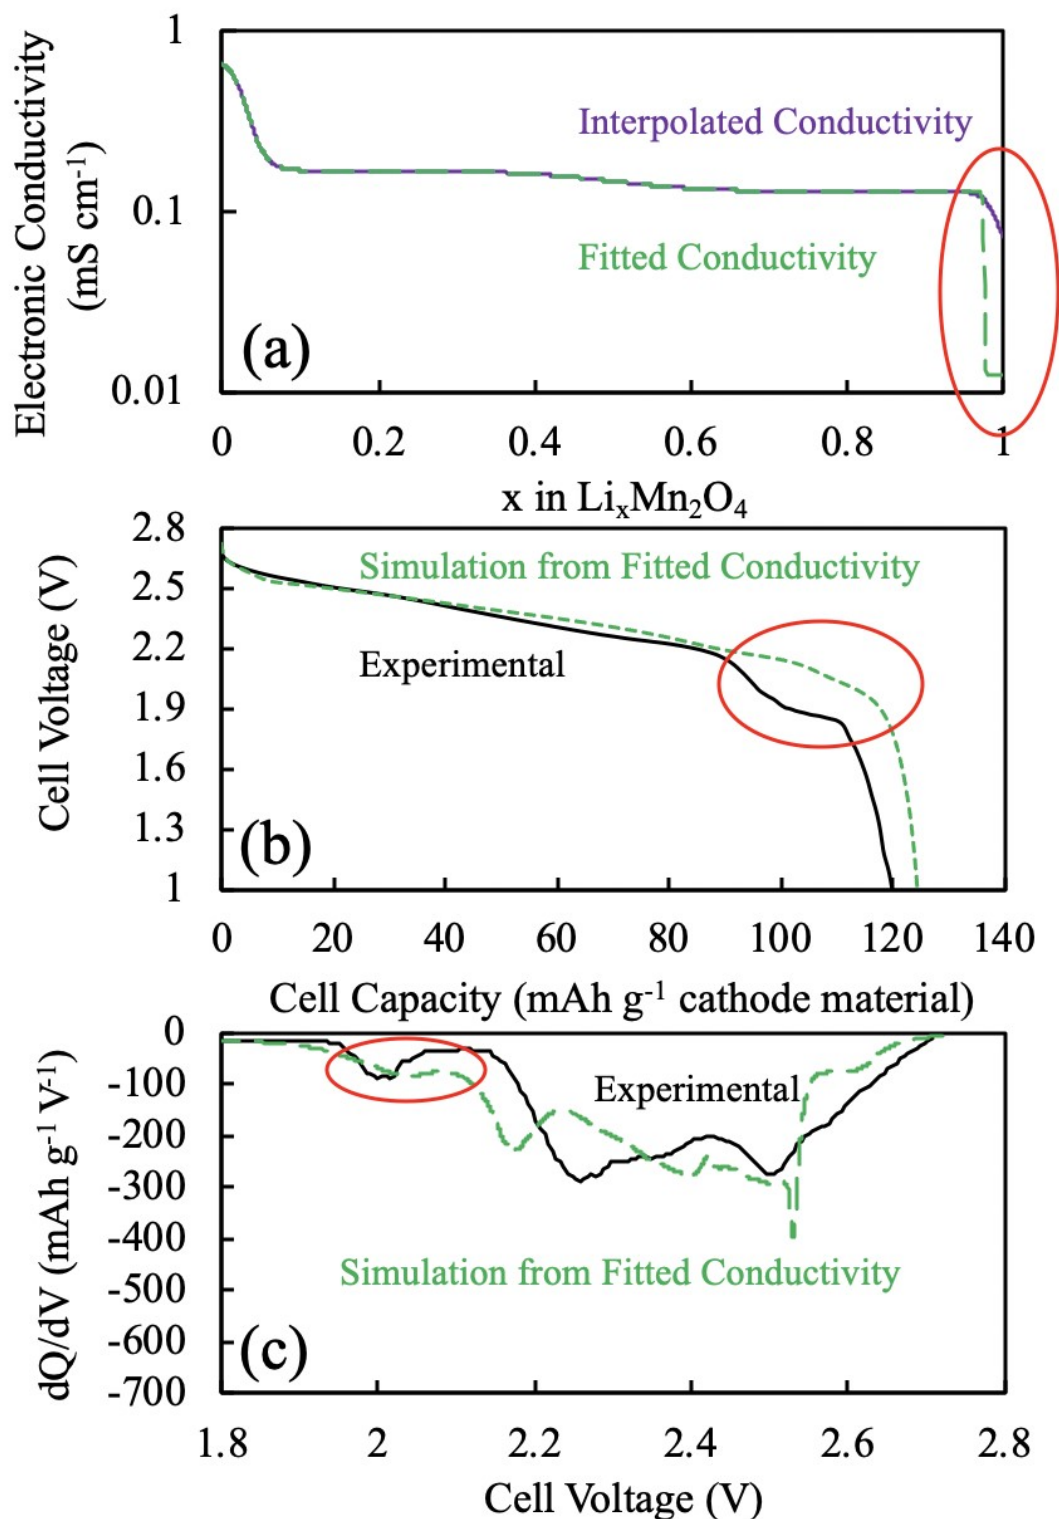 Electronic Conductivity
(mS cm⁻¹)
1
0.1
0.01
Interpolated Conductivity
Fitted Conductivity
(a)
0 0.2 0.4 0.6 0.8 1
x in LiₓMn₂O₄
Cell Voltage (V)
2.8
2.5
2.2
1.9
1.6
1.3
1
Simulation from Fitted Conductivity
Experimental
(b)
0 20 40 60 80 100 120 140
Cell Capacity (mAh g⁻¹ cathode material)
dQ/dV (mAh g⁻¹ V⁻¹)
0
-100
-200
-300
-400
-500
-600
-700
Experimental
Simulation from Fitted Conductivity
(c)
1.8 2 2.2 2.4 2.6 2.8
Cell Voltage (V)